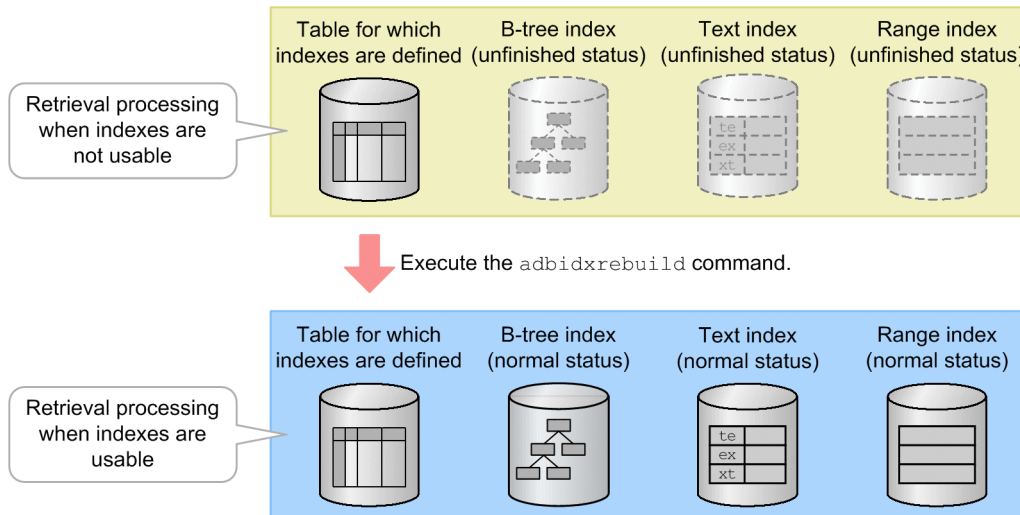 Table for which
indexes are defined
B-tree index
(unfinished status)
Text index
(unfinished status)
Range index
(unfinished status)
Retrieval processing
when indexes are
not usable
te
ex
xt
Execute the adbidxrebuild command.
Table for which
indexes are defined
B-tree index
(normal status)
Text index
(normal status)
Range index
(normal status)
Retrieval processing
when indexes are
usable
te
ex
xt